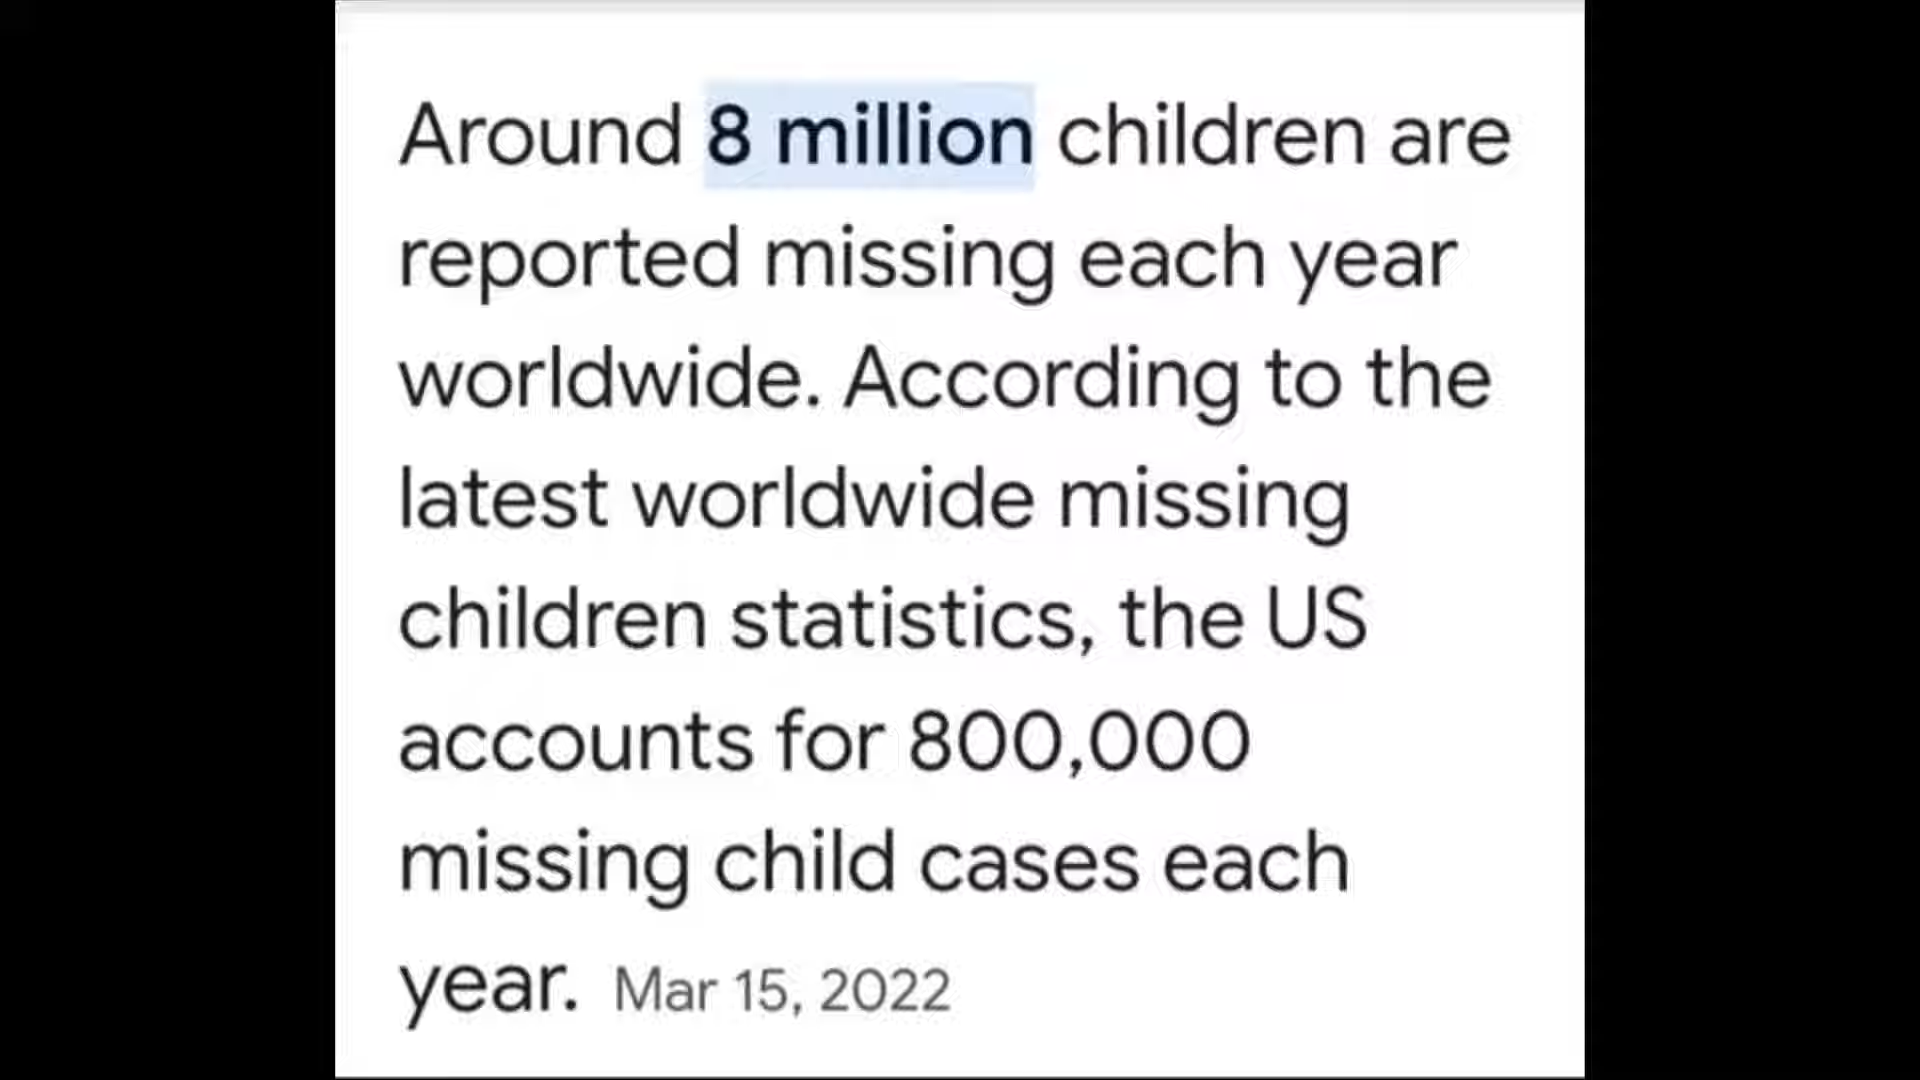 Around 8 million children are
reported missing each year
worldwide. According to the
latest worldwide missing
children statistics, the US
accounts for 800,000
missing child cases each
year. Mar 15, 2022